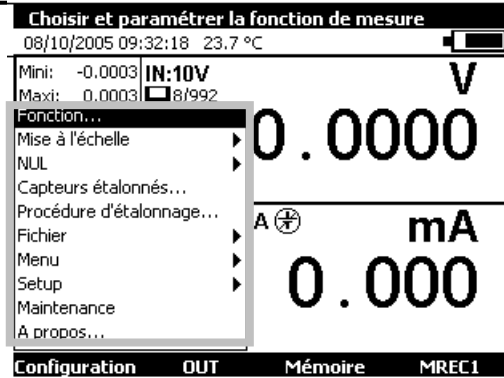 Choisir et paramétrer la fonction de mesure
08/10/2005 09:32:18 23.7 °C
Mini: -0.0003 IN:10V V
Maxi: 0.0003 8/992
Fonction...
Mise à l'échelle
0.0000
NUL
Capteurs étalonnés...
Procédure d'étalonnage...
Fichier
A mA
Menu
Setup
0.000
Maintenance
A propos...
Configuration OUT Mémoire MREC1